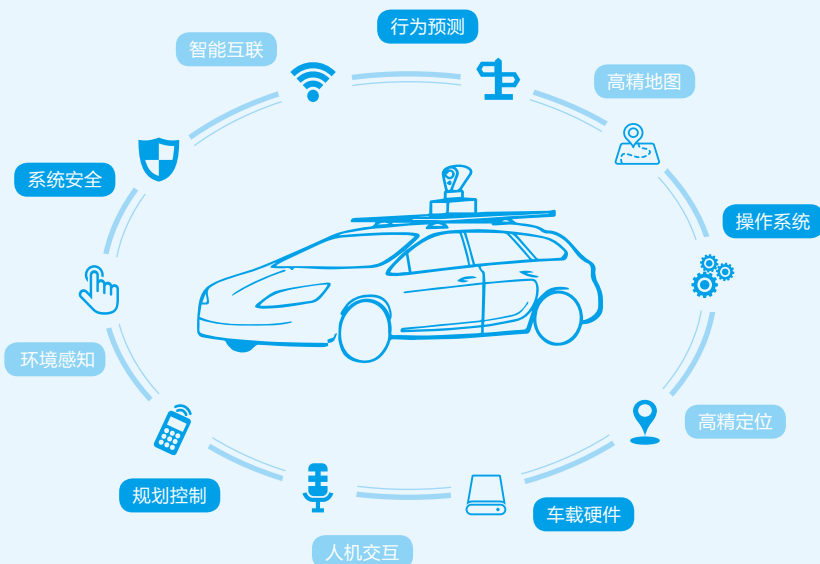 行为预测
智能互联
高精地图
系统安全
操作系统
环境感知
高精定位
规划控制
车载硬件
人机交互